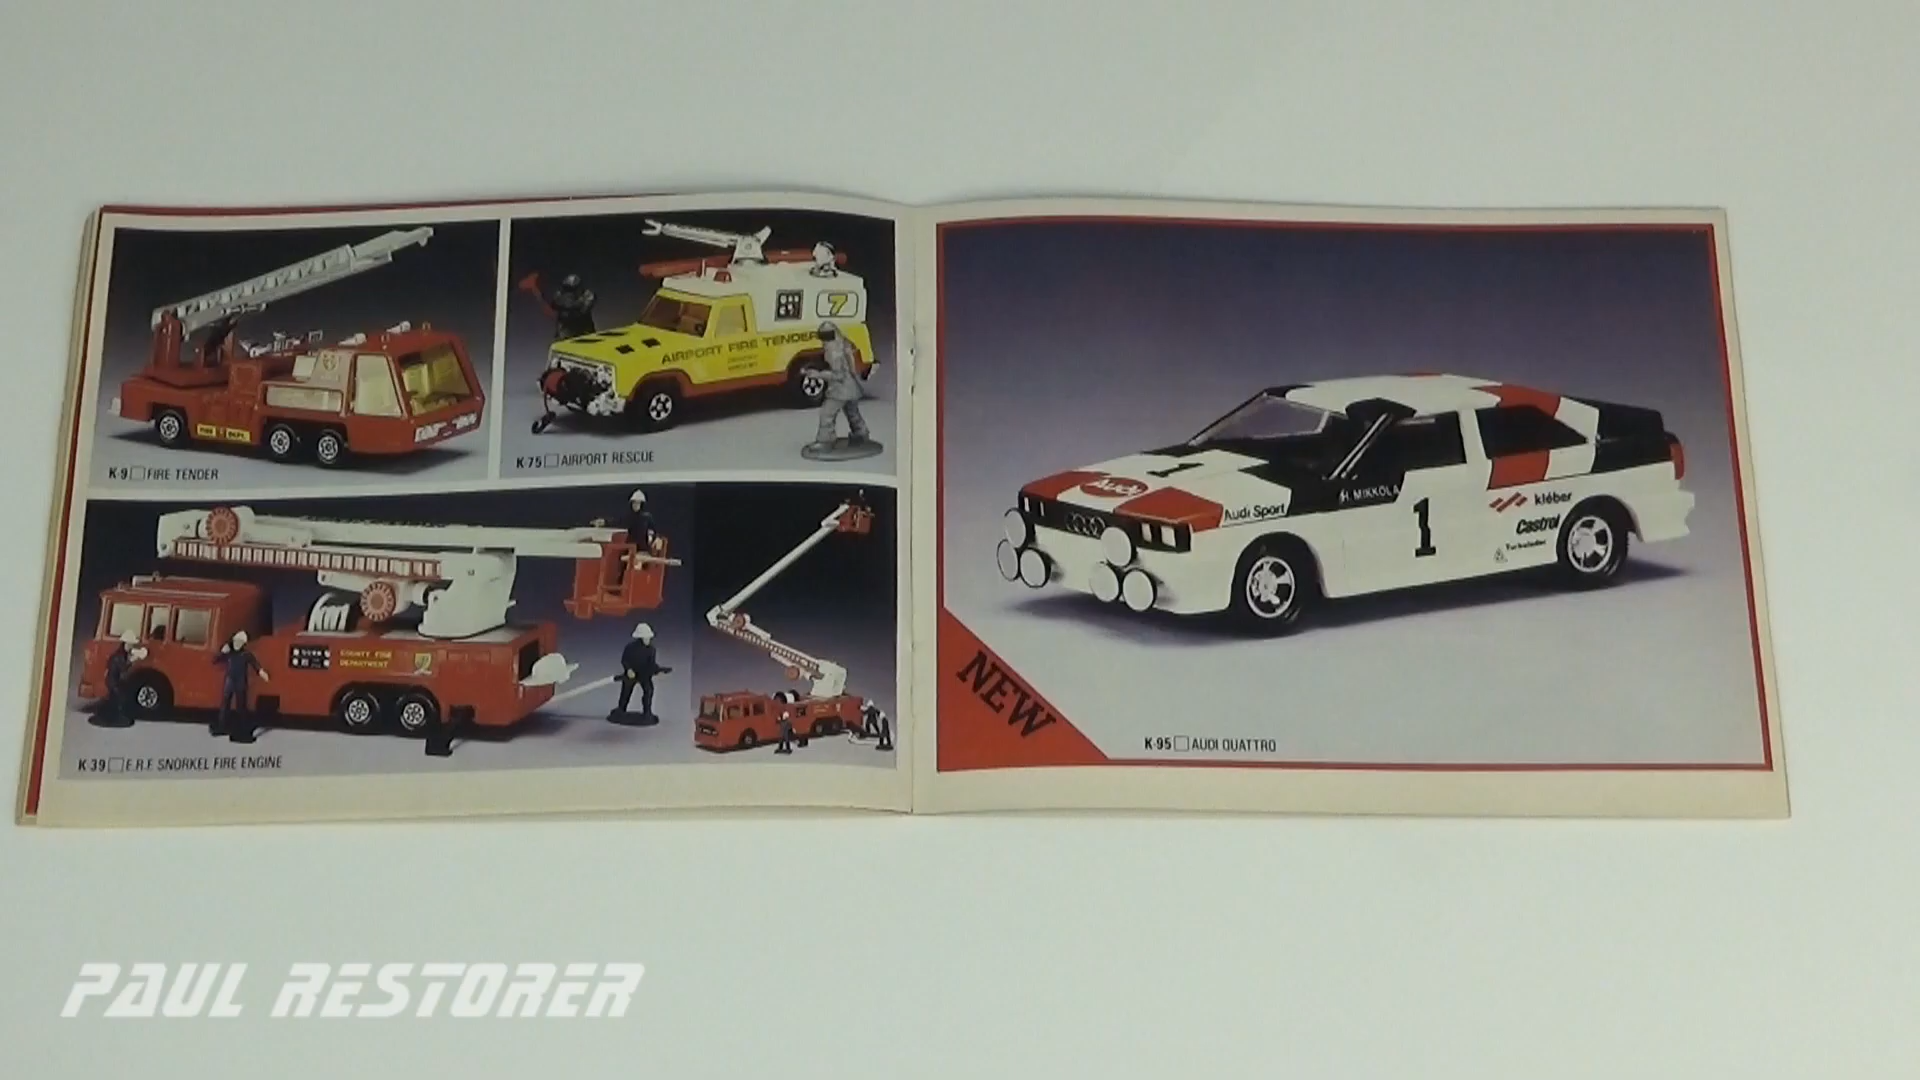 7
AIRPORT FIRE TENDER
K-9 FIRE TENDER
K-75 AIRPORT RESCUE
COUNTY FIRE
DEPARTMENT
K-39 E.R.F. SNORKEL FIRE ENGINE
1
Audi
Audi Sport
H. MIKKOLA
1
kléber
Castrol
NEW
K-95 AUDI QUATTRO
PAUL RESTORER